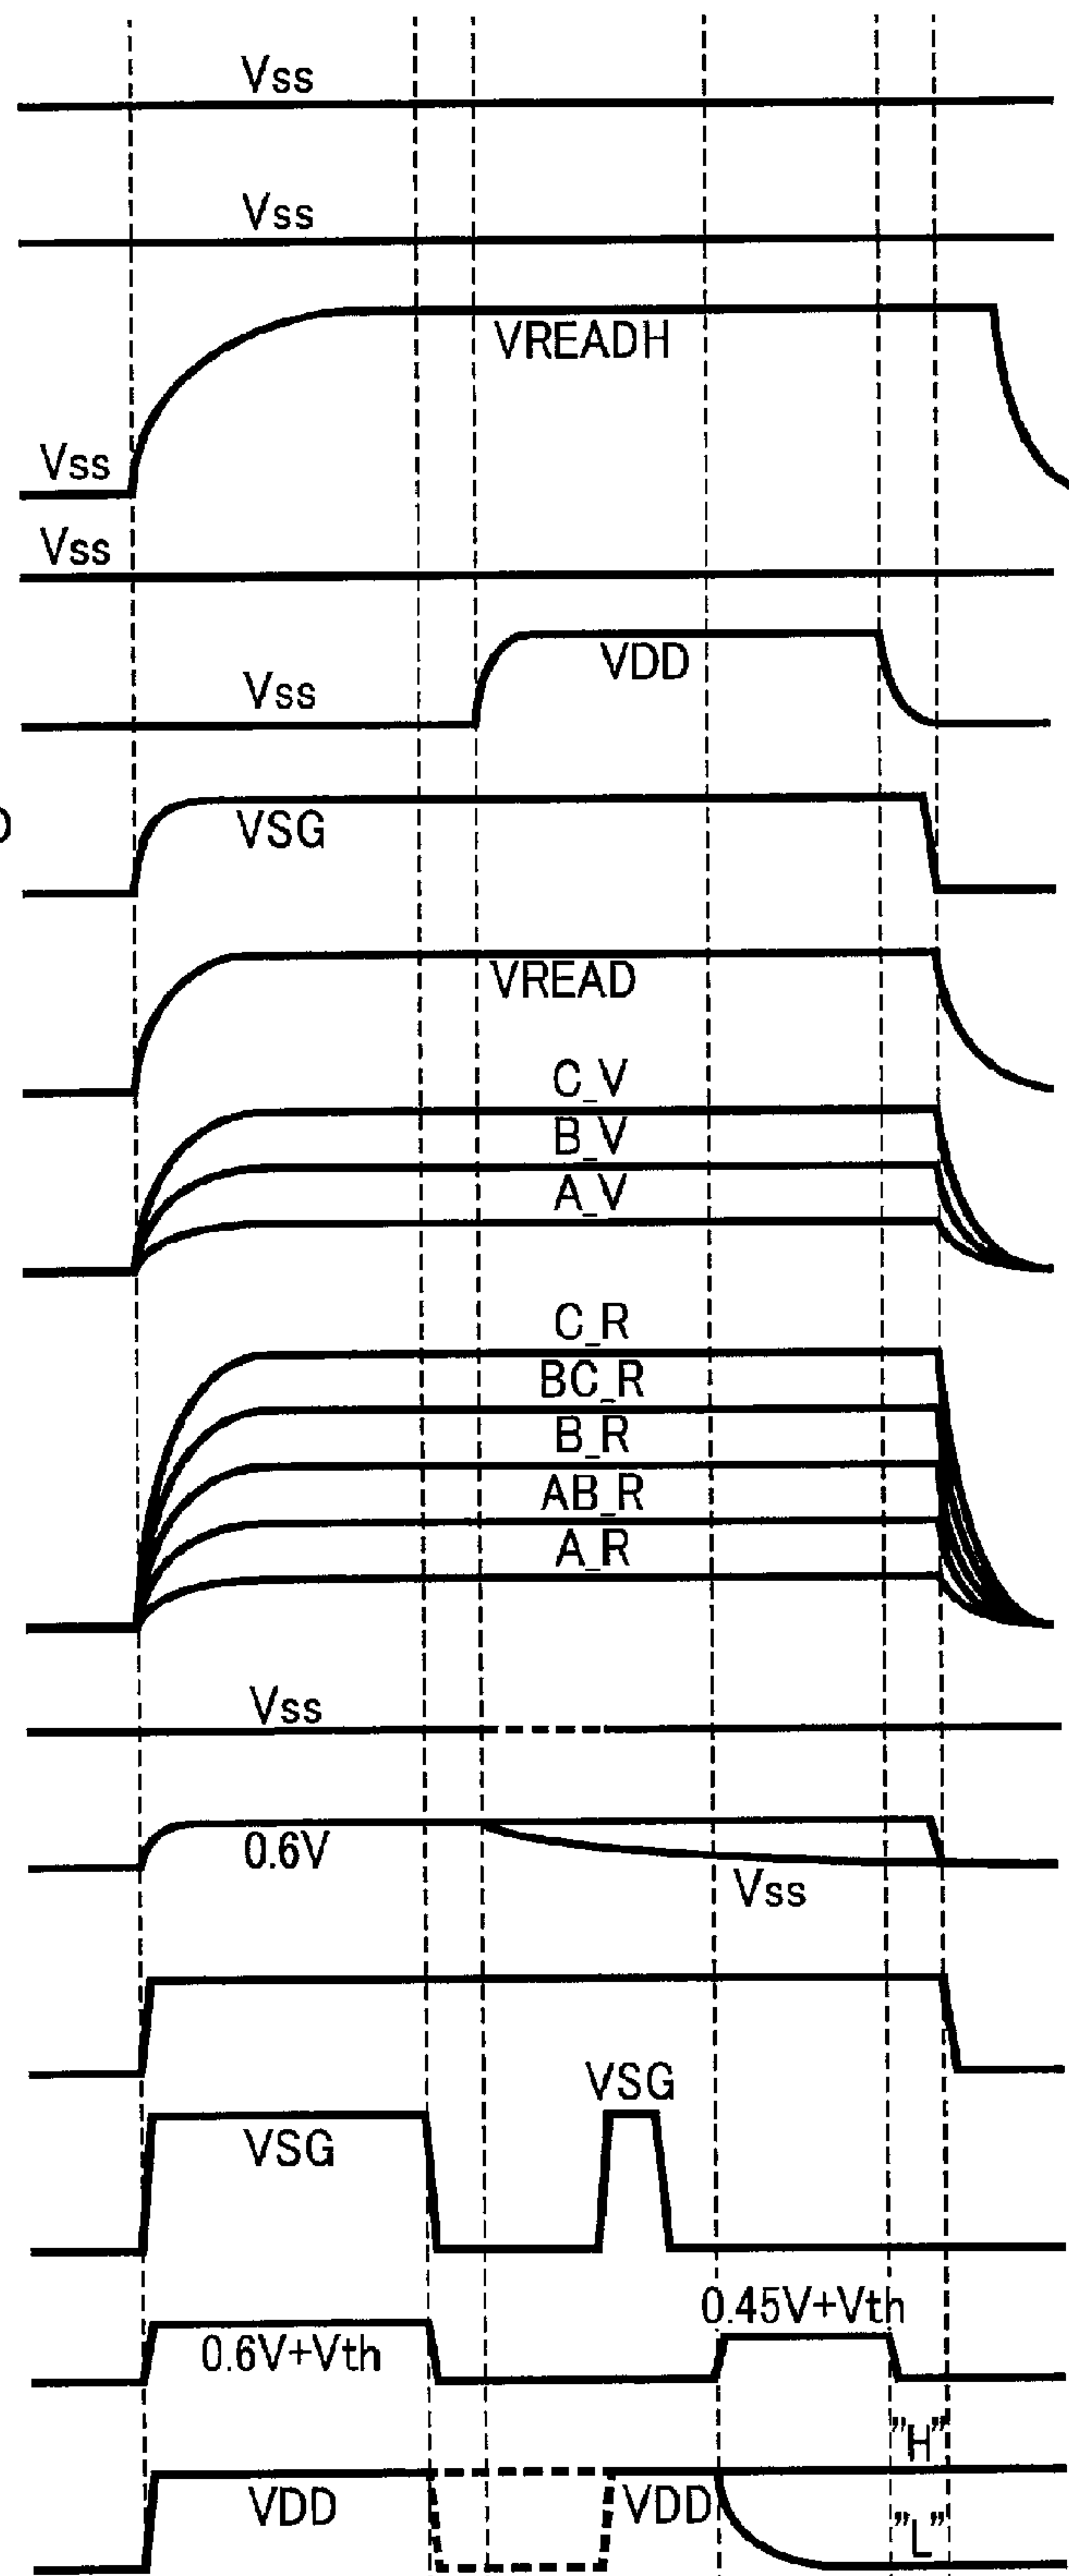 Vss
Vss
VREADH
Vss
Vss
VDD
Vss
VSG
VREAD
C_V
B_V
A_V
C_R
BC_R
B_R
AB_R
A_R
Vss
0.6V
Vss
VSG
VSG
0.45V+Vth
0.6V+Vth
"H"
VDD
VDD
"L"